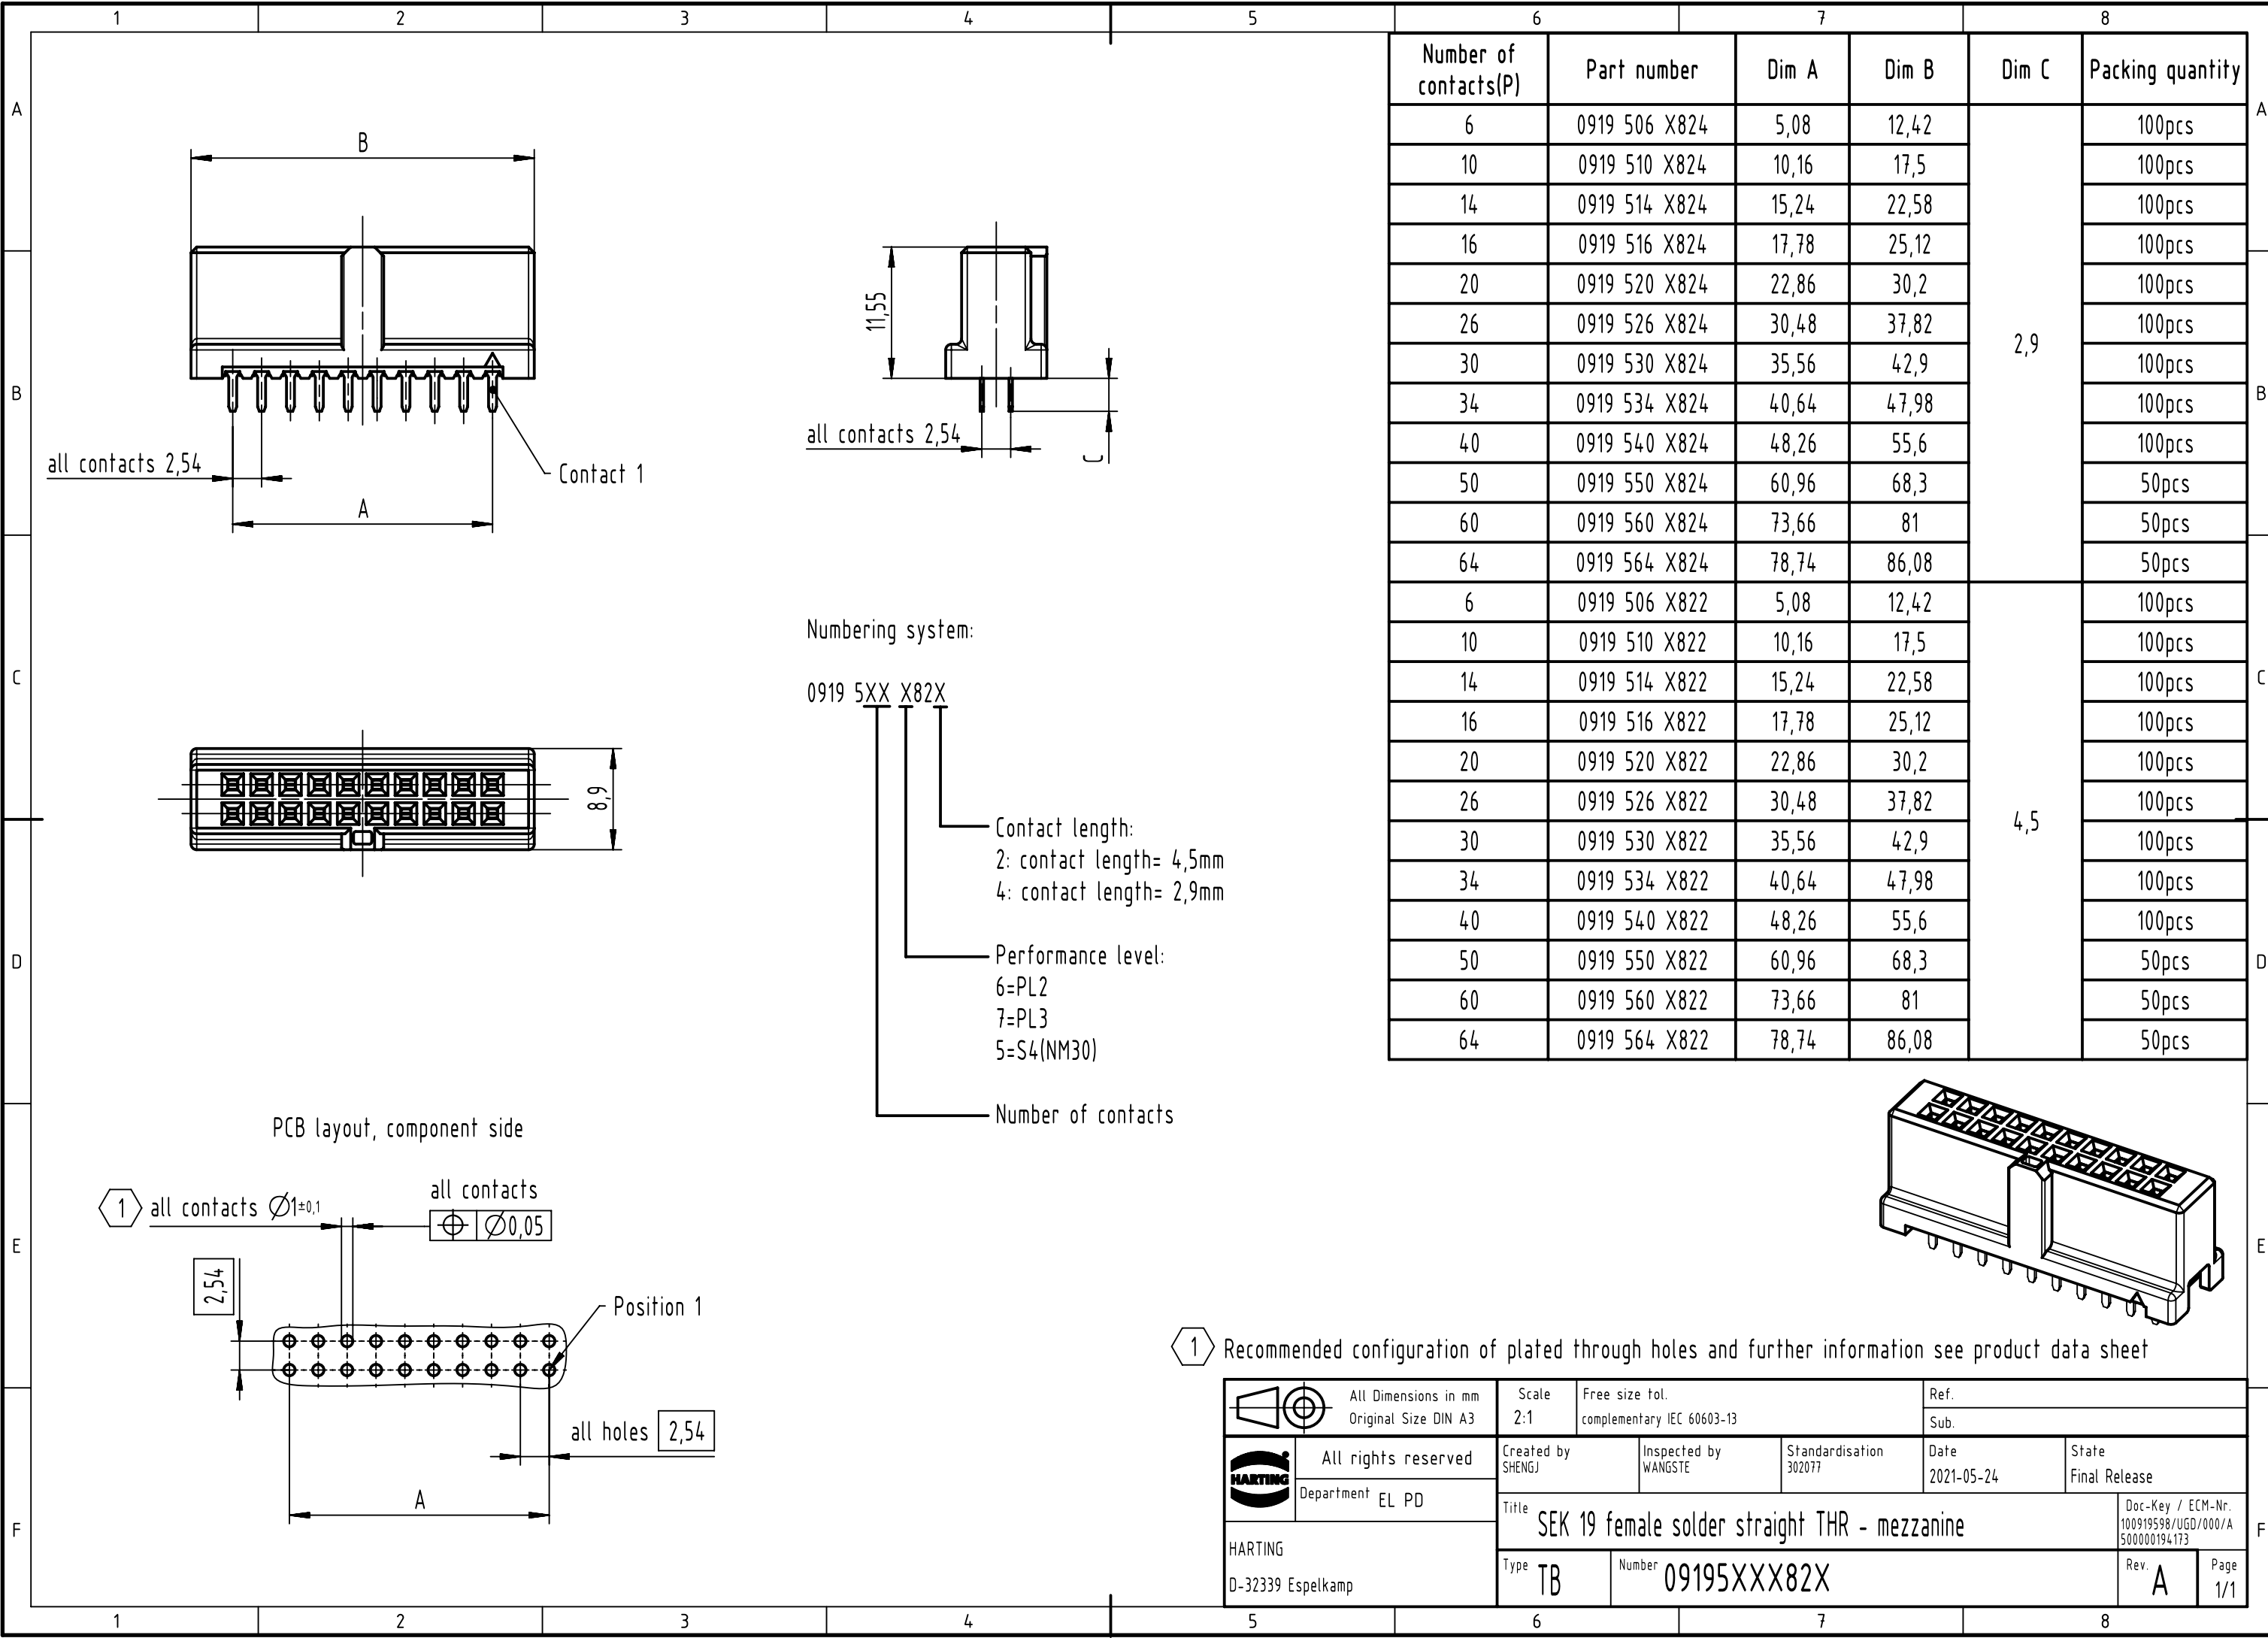 1 2 3 4 5 6 7 8
A
B
C
D
E
F
A
B
C
D
E
F
B
11,55
all contacts 2,54
C
all contacts 2,54
A
Contact 1
8,9
Numbering system:
0919 5XX X82X
Contact length:
2: contact length= 4,5mm
4: contact length= 2,9mm
Performance level:
6=PL2
7=PL3
5=S4(NM30)
Number of contacts
PCB layout, component side
1 all contacts Ø1±0,1
all contacts
⌖ Ø0,05
2,54
Position 1
all holes 2,54
A
Number of contacts(P) Part number Dim A Dim B Dim C Packing quantity
6 0919 506 X824 5,08 12,42 100pcs
10 0919 510 X824 10,16 17,5 100pcs
14 0919 514 X824 15,24 22,58 100pcs
16 0919 516 X824 17,78 25,12 100pcs
20 0919 520 X824 22,86 30,2 100pcs
26 0919 526 X824 30,48 37,82 100pcs
2,9
30 0919 530 X824 35,56 42,9 100pcs
34 0919 534 X824 40,64 47,98 100pcs
40 0919 540 X824 48,26 55,6 100pcs
50 0919 550 X824 60,96 68,3 50pcs
60 0919 560 X824 73,66 81 50pcs
64 0919 564 X824 78,74 86,08 50pcs
6 0919 506 X822 5,08 12,42 100pcs
10 0919 510 X822 10,16 17,5 100pcs
14 0919 514 X822 15,24 22,58 100pcs
16 0919 516 X822 17,78 25,12 100pcs
20 0919 520 X822 22,86 30,2 100pcs
26 0919 526 X822 30,48 37,82 100pcs
4,5
30 0919 530 X822 35,56 42,9 100pcs
34 0919 534 X822 40,64 47,98 100pcs
40 0919 540 X822 48,26 55,6 100pcs
50 0919 550 X822 60,96 68,3 50pcs
60 0919 560 X822 73,66 81 50pcs
64 0919 564 X822 78,74 86,08 50pcs
1 Recommended configuration of plated through holes and further information see product data sheet
All Dimensions in mm
Original Size DIN A3
Scale
2:1
Free size tol.
complementary IEC 60603-13
Ref.
Sub.
HARTING
All rights reserved
Department EL PD
Created by
SHENGJ
Inspected by
WANGSTE
Standardisation
302077
Date
2021-05-24
State
Final Release
Title SEK 19 female solder straight THR - mezzanine
Doc-Key / ECM-Nr.
100919598/UGD/000/A
500000194173
HARTING
D-32339 Espelkamp
Type TB
Number 09195XXX82X
Rev. A
Page
1/1
1 2 3 4 5 6 7 8